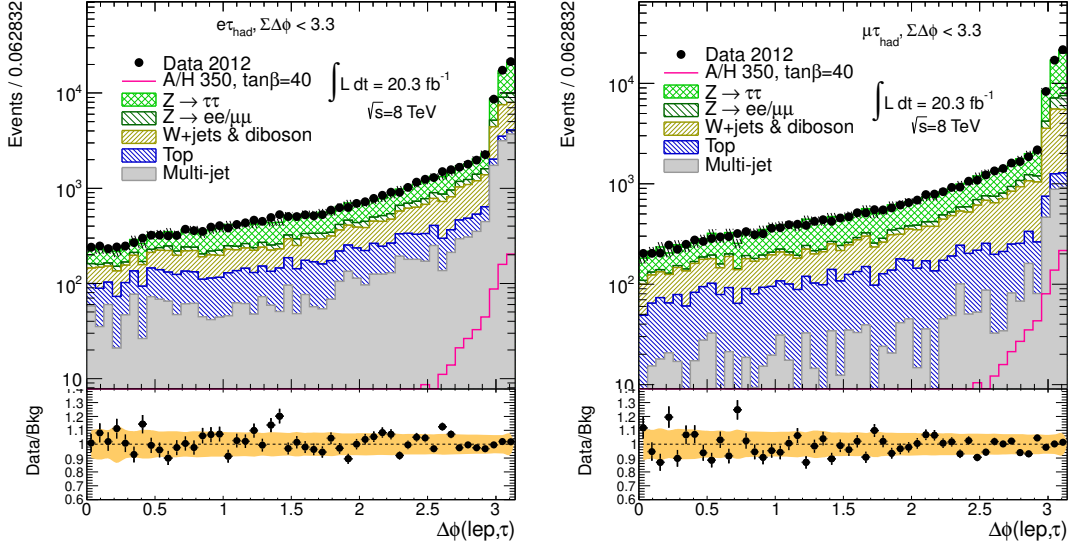 Events / 0.062832
eτhad, ΣΔϕ < 3.3
Data 2012
A/H 350, tanβ=40
Z → ττ
Z → ee/μμ
W+jets & diboson
Top
Multi-jet
∫ L dt = 20.3 fb⁻¹
√s=8 TeV
10⁴
10³
10²
10
Data/Bkg
1.4
1.3
1.2
1.1
1
0.9
0.8
0.7
0.6
0 0.5 1 1.5 2 2.5 3
Δϕ(lep,τ)
Events / 0.062832
μτhad, ΣΔϕ < 3.3
Data 2012
A/H 350, tanβ=40
Z → ττ
Z → ee/μμ
W+jets & diboson
Top
Multi-jet
∫ L dt = 20.3 fb⁻¹
√s=8 TeV
10⁴
10³
10²
10
Data/Bkg
1.4
1.3
1.2
1.1
1
0.9
0.8
0.7
0.6
0 0.5 1 1.5 2 2.5 3
Δϕ(lep,τ)